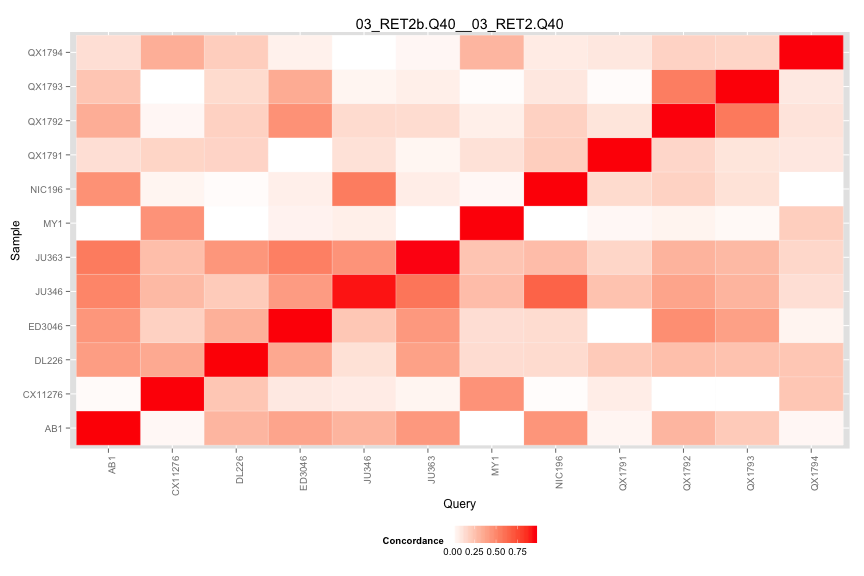 03_RET2b.Q40__03_RET2.Q40
Sample
QX1794
QX1793
QX1792
QX1791
NIC196
MY1
JU363
JU346
ED3046
DL226
CX11276
AB1
AB1 CX11276 DL226 ED3046 JU346 JU363 MY1 NIC196 QX1791 QX1792 QX1793 QX1794
Query
Concordance
0.00 0.25 0.50 0.75